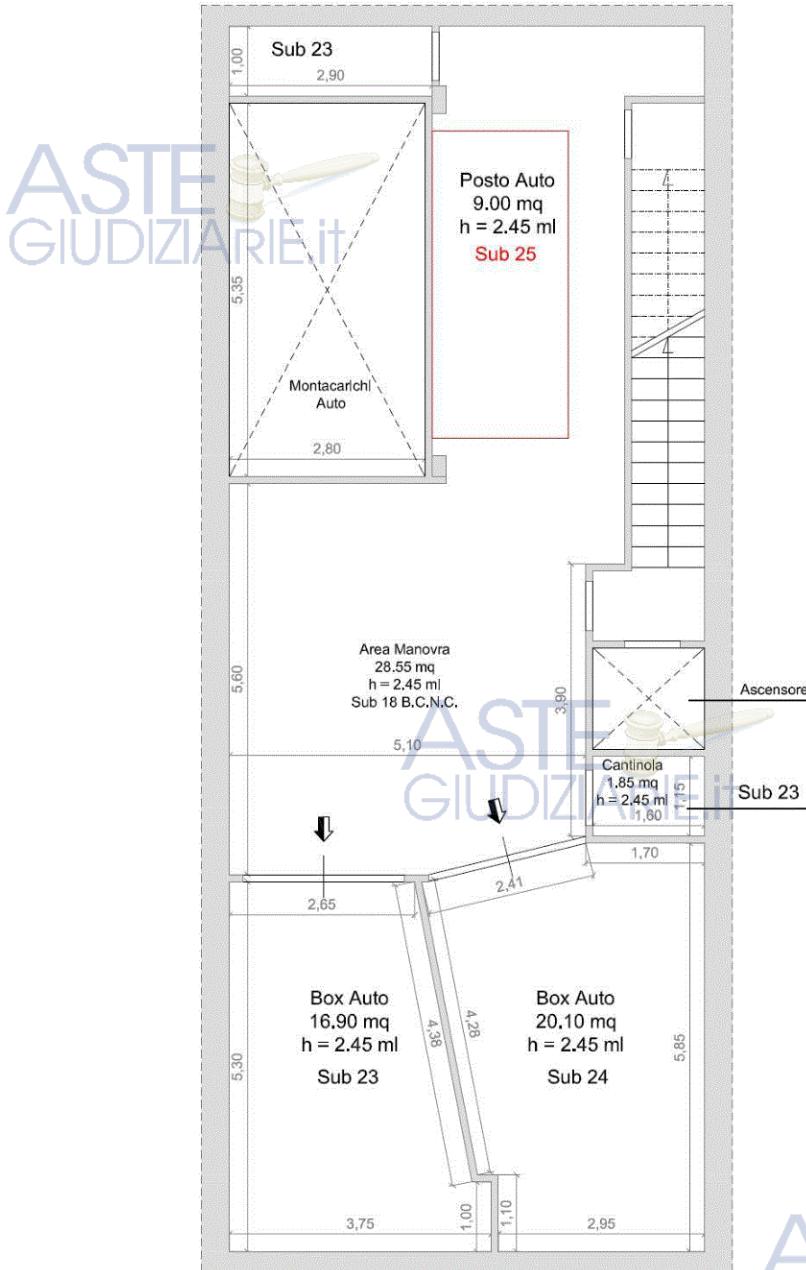 Sub 23
1,00
2,90
ASTE
GIUDIZIARIE.it
Posto Auto
9.00 mq
h = 2.45 ml
Sub 25
5,35
Montacarichi
Auto
2,80
Area Manovra
28.55 mq
h = 2.45 ml
Sub 18 B.C.N.C.
5,60
3,90
5,10
Ascensore
ASTE
GIUDIZIARIE.it
Cantinola
1.85 mq
h = 2.45 ml
1,15
1,60
Sub 23
1,70
2,65
2,41
Box Auto
16.90 mq
h = 2.45 ml
Sub 23
4,38
4,28
Box Auto
20.10 mq
h = 2.45 ml
Sub 24
5,30
5,85
3,75
1,00
1,10
2,95
A